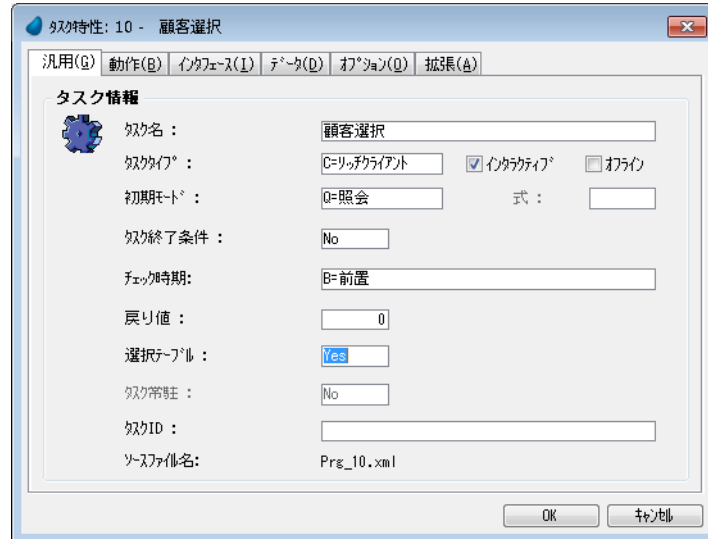 ﾀｽｸ特性: 10 - 顧客選択
汎用(G) 動作(B) ｲﾝﾀﾌｪｰｽ(I) ﾃﾞｰﾀ(D) ｵﾌﾟｼｮﾝ(O) 拡張(A)
タスク情報
ﾀｽｸ名： 顧客選択
ﾀｽｸﾀｲﾌﾟ： C=ﾘｯﾁｸﾗｲｱﾝﾄ ｲﾝﾀﾗｸﾃｨﾌﾞ ｵﾌﾗｲﾝ
初期ﾓｰﾄﾞ： Q=照会 式：
ﾀｽｸ終了条件： No
ﾁｪｯｸ時期: B=前置
戻り値： 0
選択ﾃｰﾌﾞﾙ： Yes
ﾀｽｸ常駐： No
ﾀｽｸID：
ｿｰｽﾌｧｲﾙ名: Prg_10.xml
OK ｷｬﾝｾﾙ